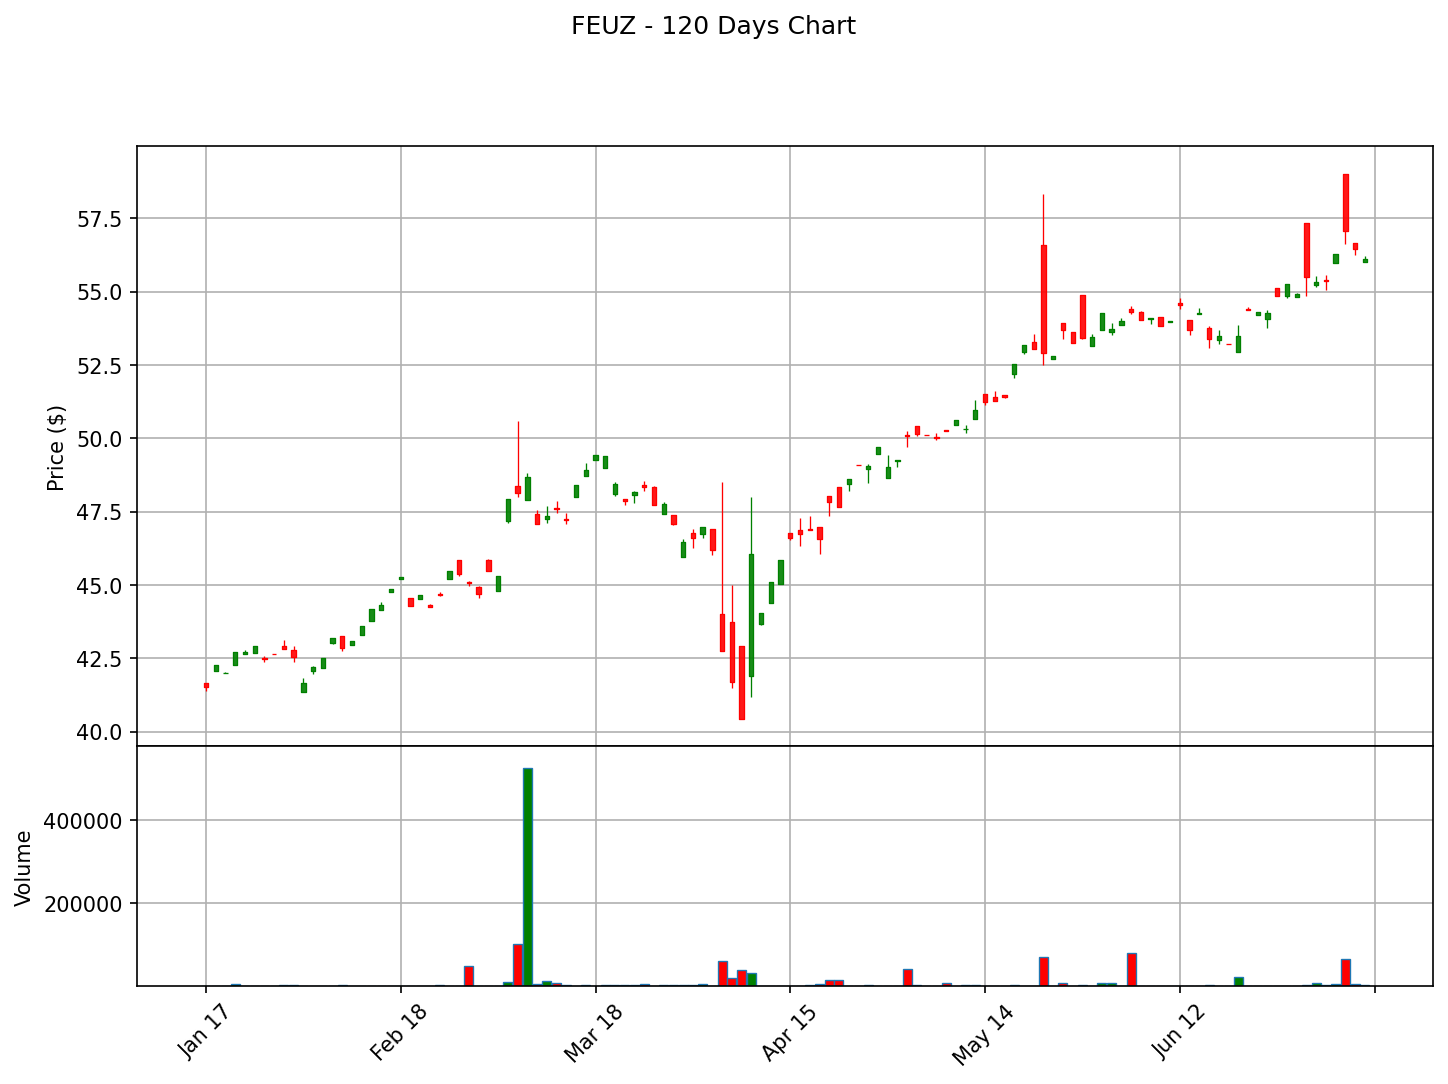 FEUZ - 120 Days Chart
Price ($)
57.5
55.0
52.5
50.0
47.5
45.0
42.5
40.0
Volume
400000
200000
Jan 17
Feb 18
Mar 18
Apr 15
May 14
Jun 12